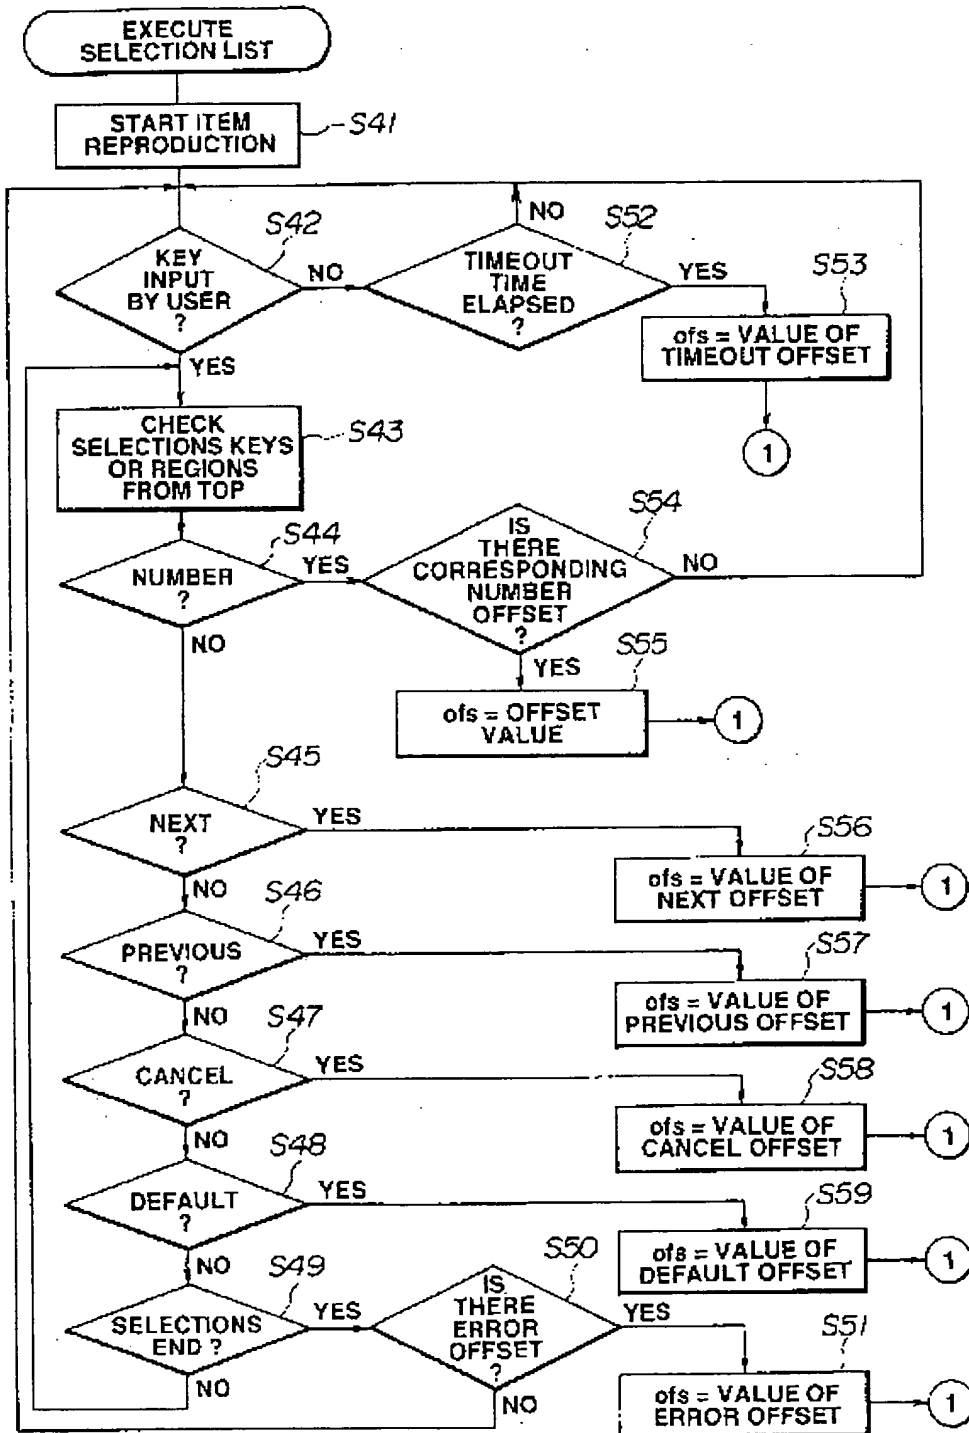 EXECUTE
SELECTION LIST
START ITEM
REPRODUCTION
S41
KEY
INPUT
BY USER
?
S42
NO
YES
TIMEOUT
TIME
ELAPSED
?
S52
NO
YES
S53
ofs = VALUE OF
TIMEOUT OFFSET
1
CHECK
SELECTIONS KEYS
OR REGIONS
FROM TOP
S43
NUMBER
?
S44
YES
NO
IS
THERE
CORRESPONDING
NUMBER
OFFSET
?
S54
NO
YES
S55
ofs = OFFSET
VALUE
1
NEXT
?
S45
YES
NO
S56
ofs = VALUE OF
NEXT OFFSET
1
PREVIOUS
?
S46
YES
NO
S57
ofs = VALUE OF
PREVIOUS OFFSET
1
CANCEL
?
S47
YES
NO
S58
ofs = VALUE OF
CANCEL OFFSET
1
DEFAULT
?
S48
YES
NO
S59
ofs = VALUE OF
DEFAULT OFFSET
1
SELECTIONS
END ?
S49
YES
NO
IS
THERE
ERROR
OFFSET
?
S50
YES
NO
S51
ofs = VALUE OF
ERROR OFFSET
1